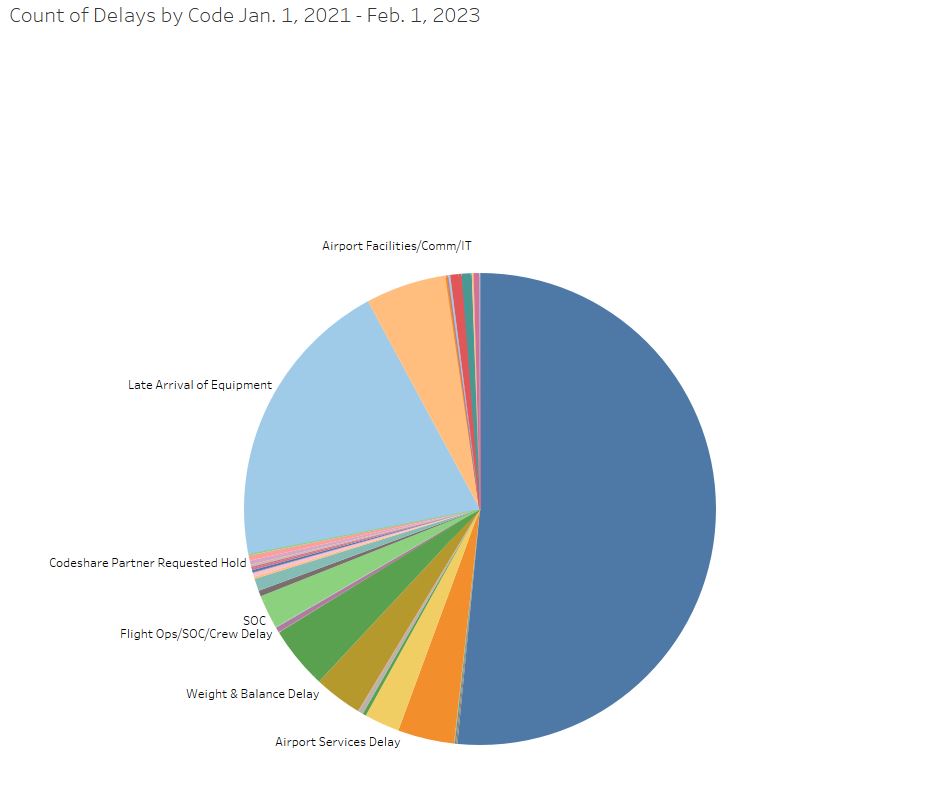 Count of Delays by Code Jan. 1, 2021 - Feb. 1, 2023
Airport Facilities/Comm/IT
Late Arrival of Equipment
Codeshare Partner Requested Hold
SOC
Flight Ops/SOC/Crew Delay
Weight & Balance Delay
Airport Services Delay